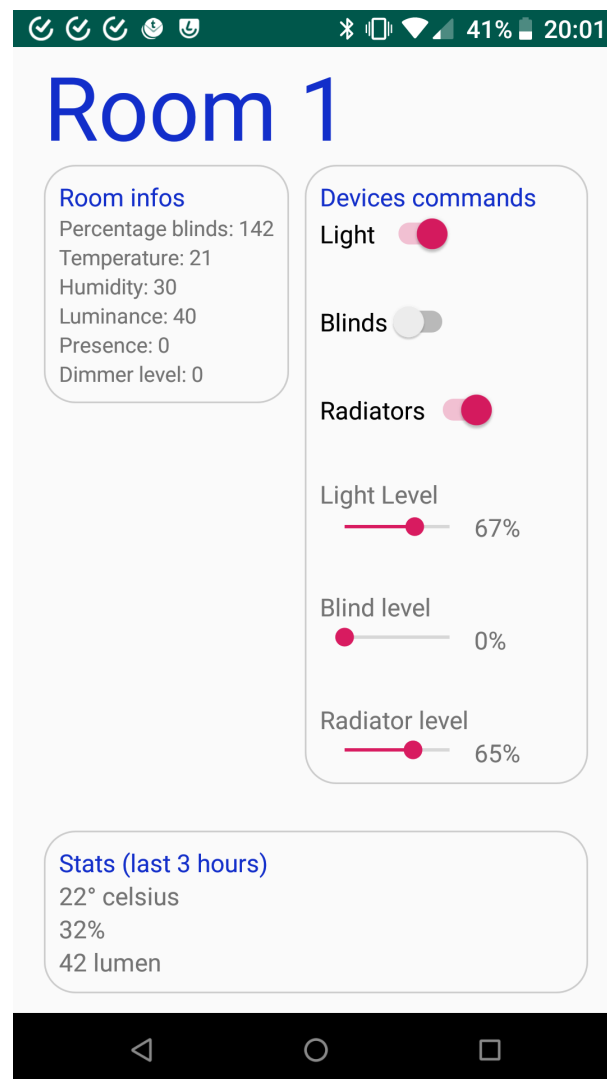 41% 20:01
Room 1
Room infos
Percentage blinds: 142
Temperature: 21
Humidity: 30
Luminance: 40
Presence: 0
Dimmer level: 0
Devices commands
Light
Blinds
Radiators
Light Level
67%
Blind level
0%
Radiator level
65%
Stats (last 3 hours)
22° celsius
32%
42 lumen